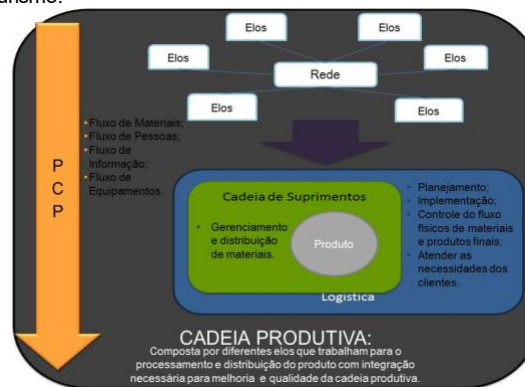 urismo.
Elos
Elos
Elos
Elos
Rede
Elos
Elos
• Fluxo de Materiais;
• Fluxo de Pessoas;
• Fluxo de
Informação;
• Fluxo de
Equipamentos.
P
C
P
Cadeia de Suprimentos
• Gerenciamento
e distribuição
de materiais.
Produto
• Planejamento;
• Implementação;
• Controle do fluxo
físicos de materiais
e produtos finais;
• Atender as
necessidades dos
clientes.
Logística
CADEIA PRODUTIVA:
Composta por diferentes elos que trabalham para o
processamento e distribuição do produto com integração
necessária para melhoria e qualidade da cadeia produtiva.